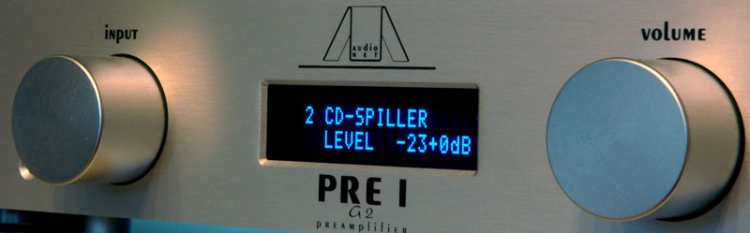 INPUT
VOLUME
AUDIO
NET
2 CD-SPILLER
LEVEL -23+0dB
PRE I
G2
PREAMPLIFIER